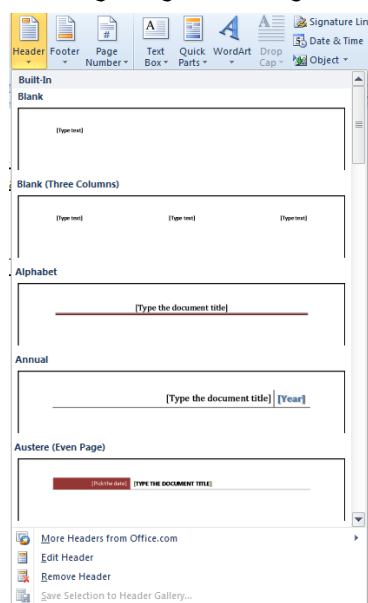 Header Footer Page Number Text Box Quick Parts WordArt Drop Cap
Signature Lin
Date & Time
Object
Built-In
Blank
[Type text]
Blank (Three Columns)
[Type text] [Type text] [Type text]
Alphabet
[Type the document title]
Annual
[Type the document title] [Year]
Austere (Even Page)
[Pick the date] [TYPE THE DOCUMENT TITLE]
More Headers from Office.com
Edit Header
Remove Header
Save Selection to Header Gallery...